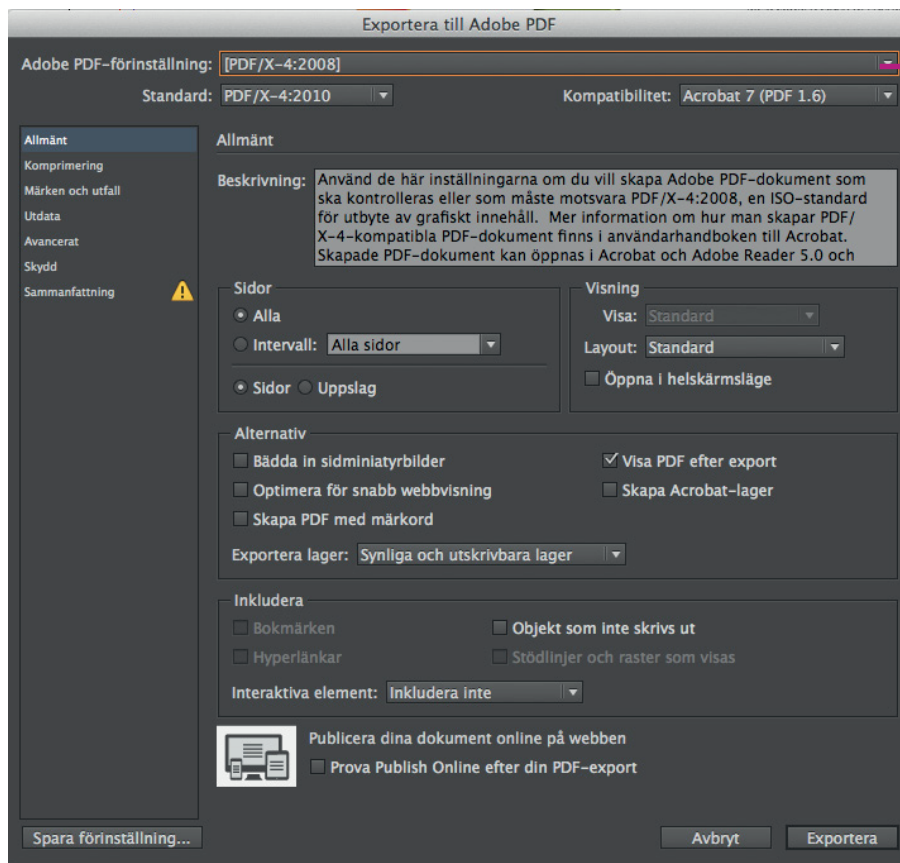 Exportera till Adobe PDF
Adobe PDF-förinställning: [PDF/X-4:2008]
Standard: PDF/X-4:2010 Kompatibilitet: Acrobat 7 (PDF 1.6)
Allmänt
Komprimering
Märken och utfall
Utdata
Avancerat
Skydd
Sammanfattning
Allmänt
Beskrivning: Använd de här inställningarna om du vill skapa Adobe PDF-dokument som
ska kontrolleras eller som måste motsvara PDF/X-4:2008, en ISO-standard
för utbyte av grafiskt innehåll. Mer information om hur man skapar PDF/
X-4-kompatibla PDF-dokument finns i användarhandboken till Acrobat.
Skapade PDF-dokument kan öppnas i Acrobat och Adobe Reader 5.0 och
Sidor
Alla
Intervall: Alla sidor
Sidor Uppslag
Visning
Visa: Standard
Layout: Standard
Öppna i helskärmsläge
Alternativ
Bädda in sidminiatyrbilder
Visa PDF efter export
Optimera för snabb webbvisning
Skapa Acrobat-lager
Skapa PDF med märkord
Exportera lager: Synliga och utskrivbara lager
Inkludera
Bokmärken
Objekt som inte skrivs ut
Hyperlänkar
Stödlinjer och raster som visas
Interaktiva element: Inkludera inte
Publicera dina dokument online på webben
Prova Publish Online efter din PDF-export
Spara förinställning... Avbryt Exportera